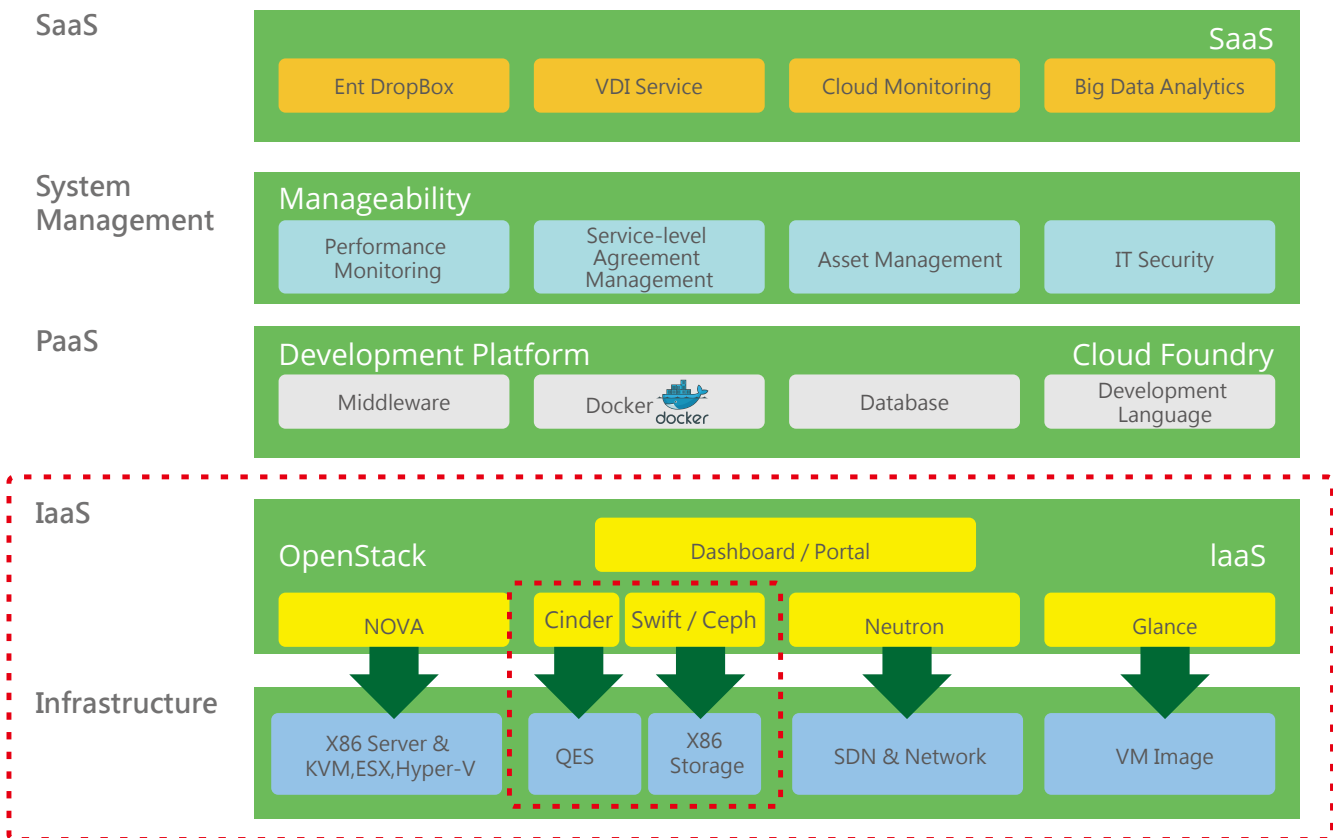 SaaS
SaaS
Ent DropBox
VDI Service
Cloud Monitoring
Big Data Analytics
System
Management
Manageability
Performance
Monitoring
Service-level
Agreement
Management
Asset Management
IT Security
PaaS
Development Platform
Cloud Foundry
Middleware
Docker
docker
Database
Development
Language
IaaS
OpenStack
Dashboard / Portal
IaaS
NOVA
Cinder
Swift / Ceph
Neutron
Glance
Infrastructure
X86 Server &
KVM,ESX,Hyper-V
QES
X86
Storage
SDN & Network
VM Image